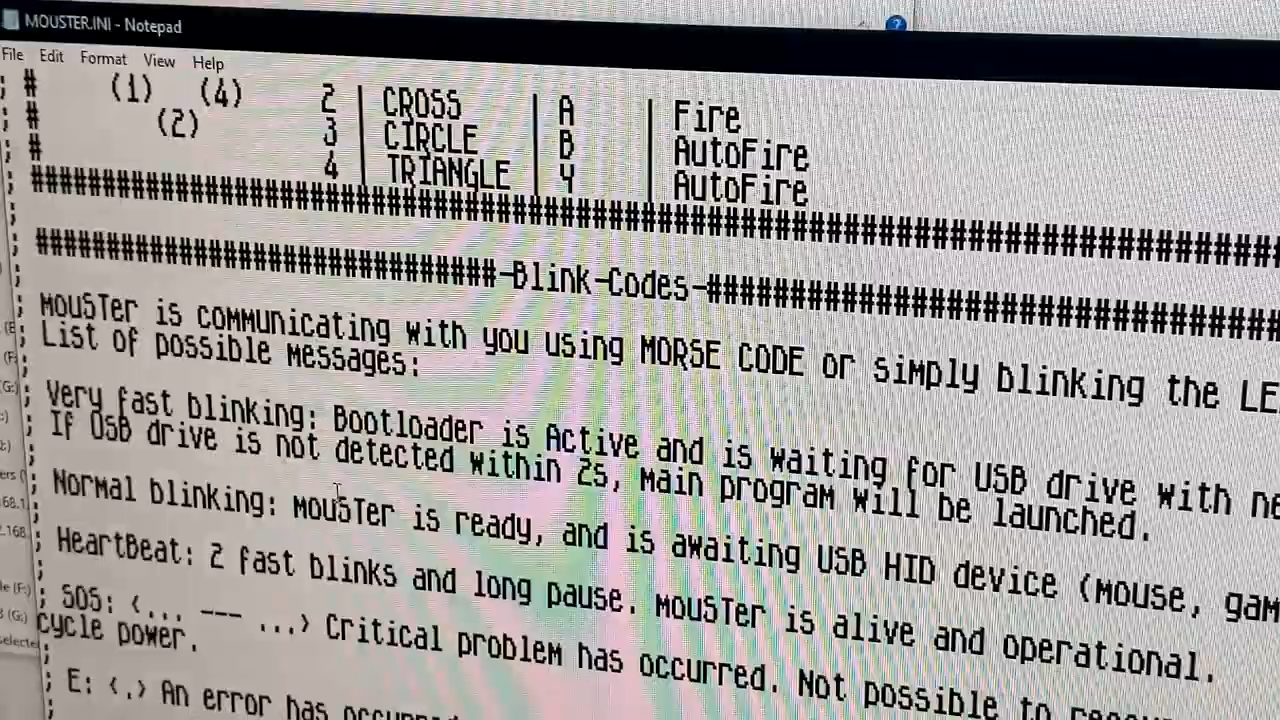 MOUSTER.INI - Notepad
File Edit Format View Help
; # (1) (4) 2 | CROSS | A | Fire
; # (2) 3 | CIRCLE | B | AutoFire
; # 4 | TRIANGLE | Y | AutoFire
; ################################################################################
; #############################-Blink-Codes-####################################
; mouSTer is communicating with you using MORSE CODE or simply blinking the LE
; List of possible messages:
; Very fast blinking: Bootloader is Active and is waiting for USB drive with ne
; If USB drive is not detected within 2s, main program will be launched.
; Normal blinking: mouSTer is ready, and is awaiting USB HID device (mouse, gam
; HeartBeat: 2 fast blinks and long pause. mouSTer is alive and operational.
; SOS: <... --- ...> Critical problem has occurred. Not possible to
cycle power.
; E: <.> An error has occurred